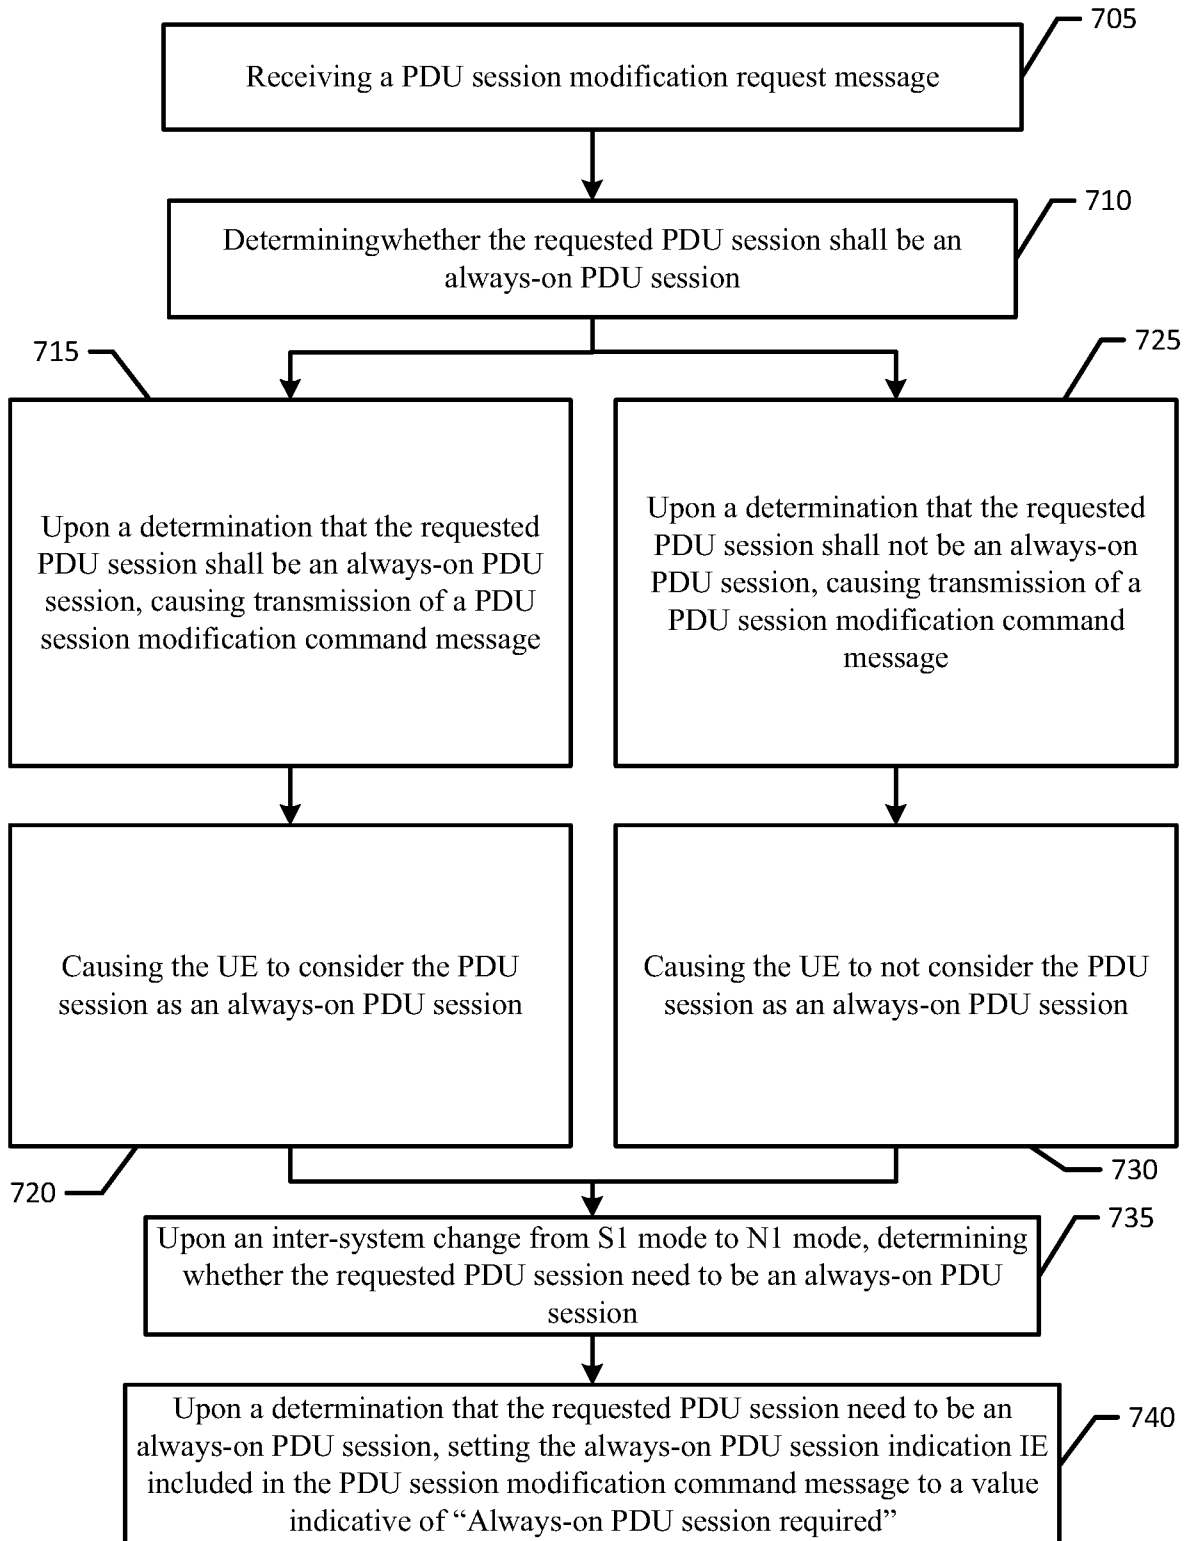 705
Receiving a PDU session modification request message
710
Determiningwhether the requested PDU session shall be an
always-on PDU session
715
725
Upon a determination that the requested
PDU session shall be an always-on PDU
session, causing transmission of a PDU
session modification command message
Upon a determination that the requested
PDU session shall not be an always-on
PDU session, causing transmission of a
PDU session modification command
message
Causing the UE to consider the PDU
session as an always-on PDU session
Causing the UE to not consider the PDU
session as an always-on PDU session
720
730
735
Upon an inter-system change from S1 mode to N1 mode, determining
whether the requested PDU session need to be an always-on PDU
session
740
Upon a determination that the requested PDU session need to be an
always-on PDU session, setting the always-on PDU session indication IE
included in the PDU session modification command message to a value
indicative of “Always-on PDU session required”